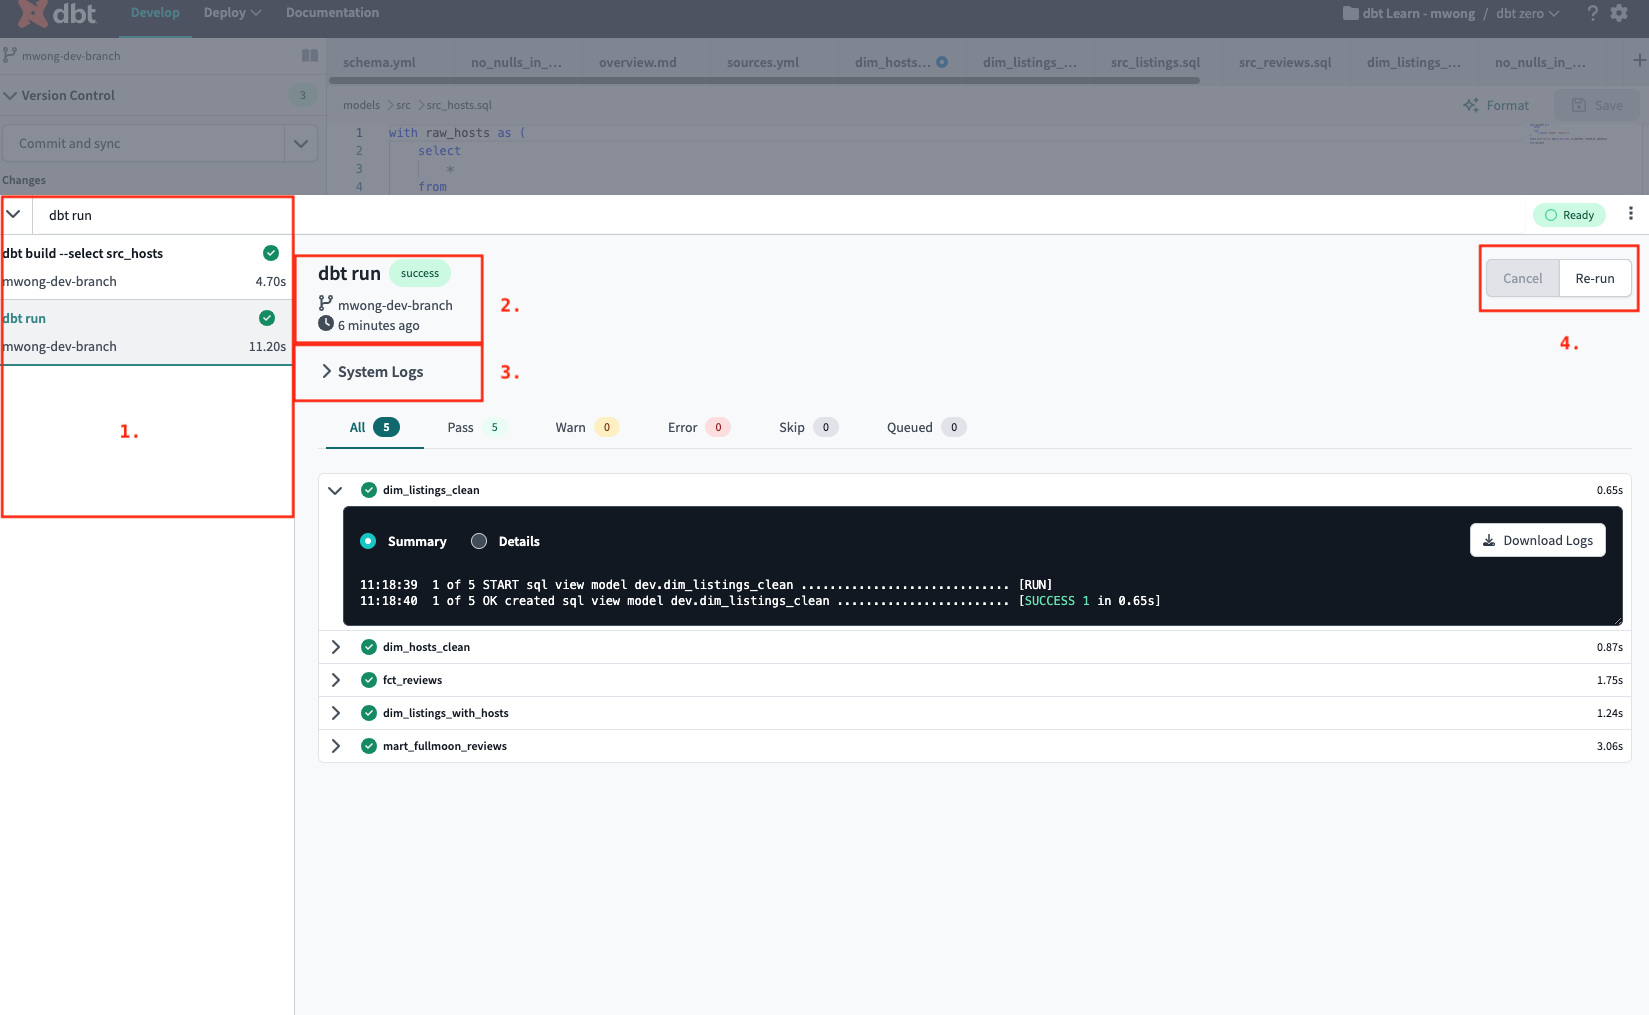 dbt Develop Deploy Documentation dbt Learn - mwong / dbt zero ?
mwong-dev-branch
schema.yml no_nulls_in_... overview.md sources.yml dim_hosts... dim_listings_... src_listings.sql src_reviews.sql dim_listings_... no_nulls_in_... +
Version Control 3
models > src > src_hosts.sql Format Save
Commit and sync
Changes
1 with raw_hosts as (
2 select
3 *
4 from
dbt run Ready
dbt build --select src_hosts
mwong-dev-branch 4.70s
dbt run
mwong-dev-branch 11.20s
1.
dbt run success
mwong-dev-branch
6 minutes ago
2.
System Logs
3.
Cancel Re-run
4.
All 5 Pass 5 Warn 0 Error 0 Skip 0 Queued 0
dim_listings_clean 0.65s
Summary Details Download Logs
11:18:39 1 of 5 START sql view model dev.dim_listings_clean ............................. [RUN]
11:18:40 1 of 5 OK created sql view model dev.dim_listings_clean ........................ [SUCCESS 1 in 0.65s]
dim_hosts_clean 0.87s
fct_reviews 1.75s
dim_listings_with_hosts 1.24s
mart_fullmoon_reviews 3.06s